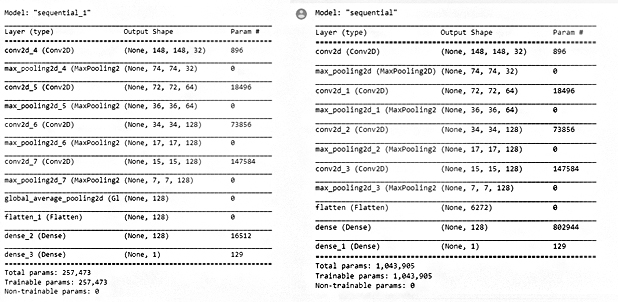 Model: "sequential_1"
Layer (type) Output Shape Param #
conv2d_4 (Conv2D) (None, 148, 148, 32) 896
max_pooling2d_4 (MaxPooling2 (None, 74, 74, 32) 0
conv2d_5 (Conv2D) (None, 72, 72, 64) 18496
max_pooling2d_5 (MaxPooling2 (None, 36, 36, 64) 0
conv2d_6 (Conv2D) (None, 34, 34, 128) 73856
max_pooling2d_6 (MaxPooling2 (None, 17, 17, 128) 0
conv2d_7 (Conv2D) (None, 15, 15, 128) 147584
max_pooling2d_7 (MaxPooling2 (None, 7, 7, 128) 0
global_average_pooling2d (Gl (None, 128) 0
flatten_1 (Flatten) (None, 128) 0
dense_2 (Dense) (None, 128) 16512
dense_3 (Dense) (None, 1) 129
Total params: 257,473
Trainable params: 257,473
Non-trainable params: 0
Model: "sequential"
Layer (type) Output Shape Param #
conv2d (Conv2D) (None, 148, 148, 32) 896
max_pooling2d (MaxPooling2D) (None, 74, 74, 32) 0
conv2d_1 (Conv2D) (None, 72, 72, 64) 18496
max_pooling2d_1 (MaxPooling2 (None, 36, 36, 64) 0
conv2d_2 (Conv2D) (None, 34, 34, 128) 73856
max_pooling2d_2 (MaxPooling2 (None, 17, 17, 128) 0
conv2d_3 (Conv2D) (None, 15, 15, 128) 147584
max_pooling2d_3 (MaxPooling2 (None, 7, 7, 128) 0
flatten (Flatten) (None, 6272) 0
dense (Dense) (None, 128) 802944
dense_1 (Dense) (None, 1) 129
Total params: 1,043,905
Trainable params: 1,043,905
Non-trainable params: 0